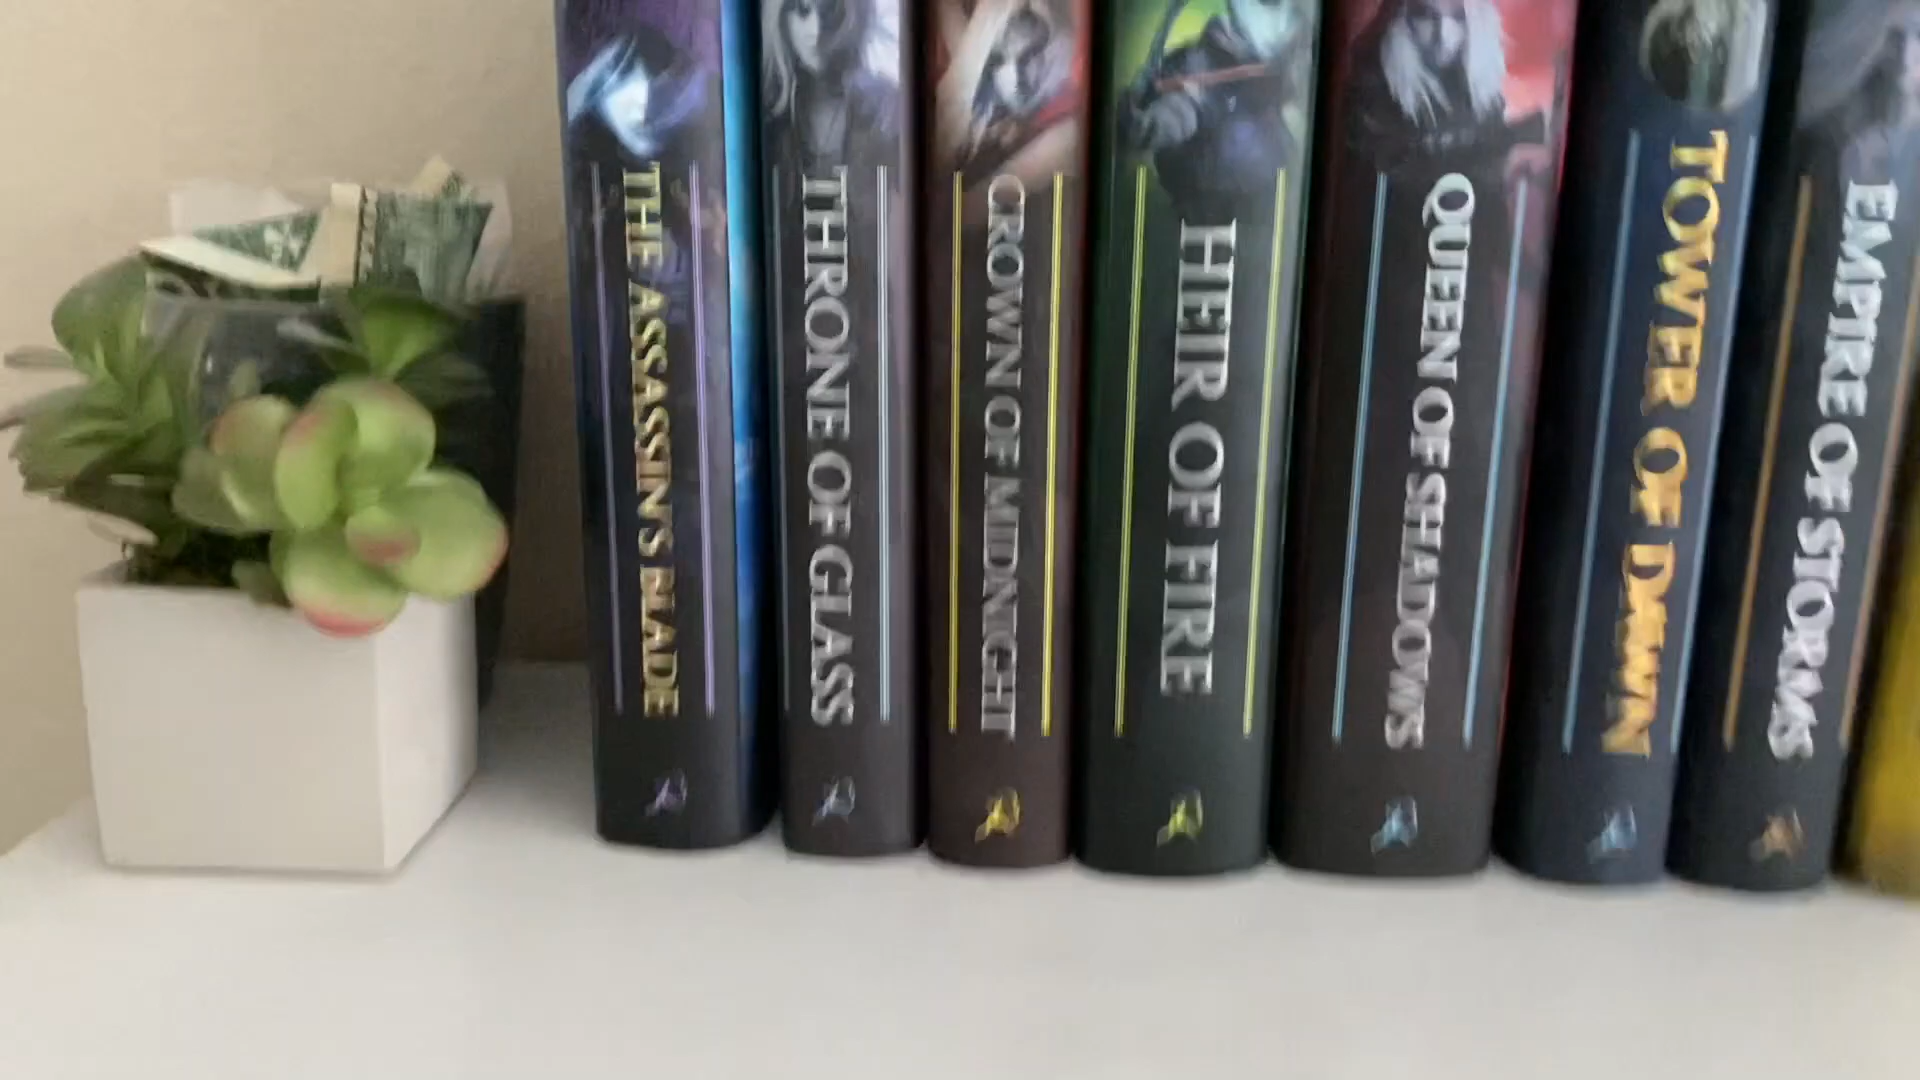 THE ASSASSIN'S BLADE
THRONE OF GLASS
CROWN OF MIDNIGHT
HEIR OF FIRE
QUEEN OF SHADOWS
TOWER OF DAWN
EMPIRE OF STORMS